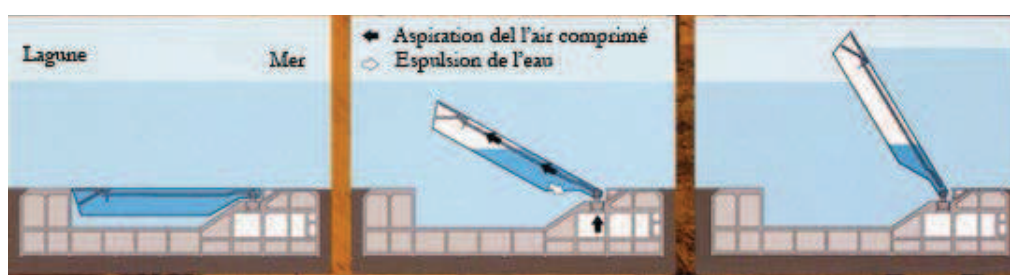 Lagune
Mer
Aspiration del l'air comprimé
Espulsion de l'eau